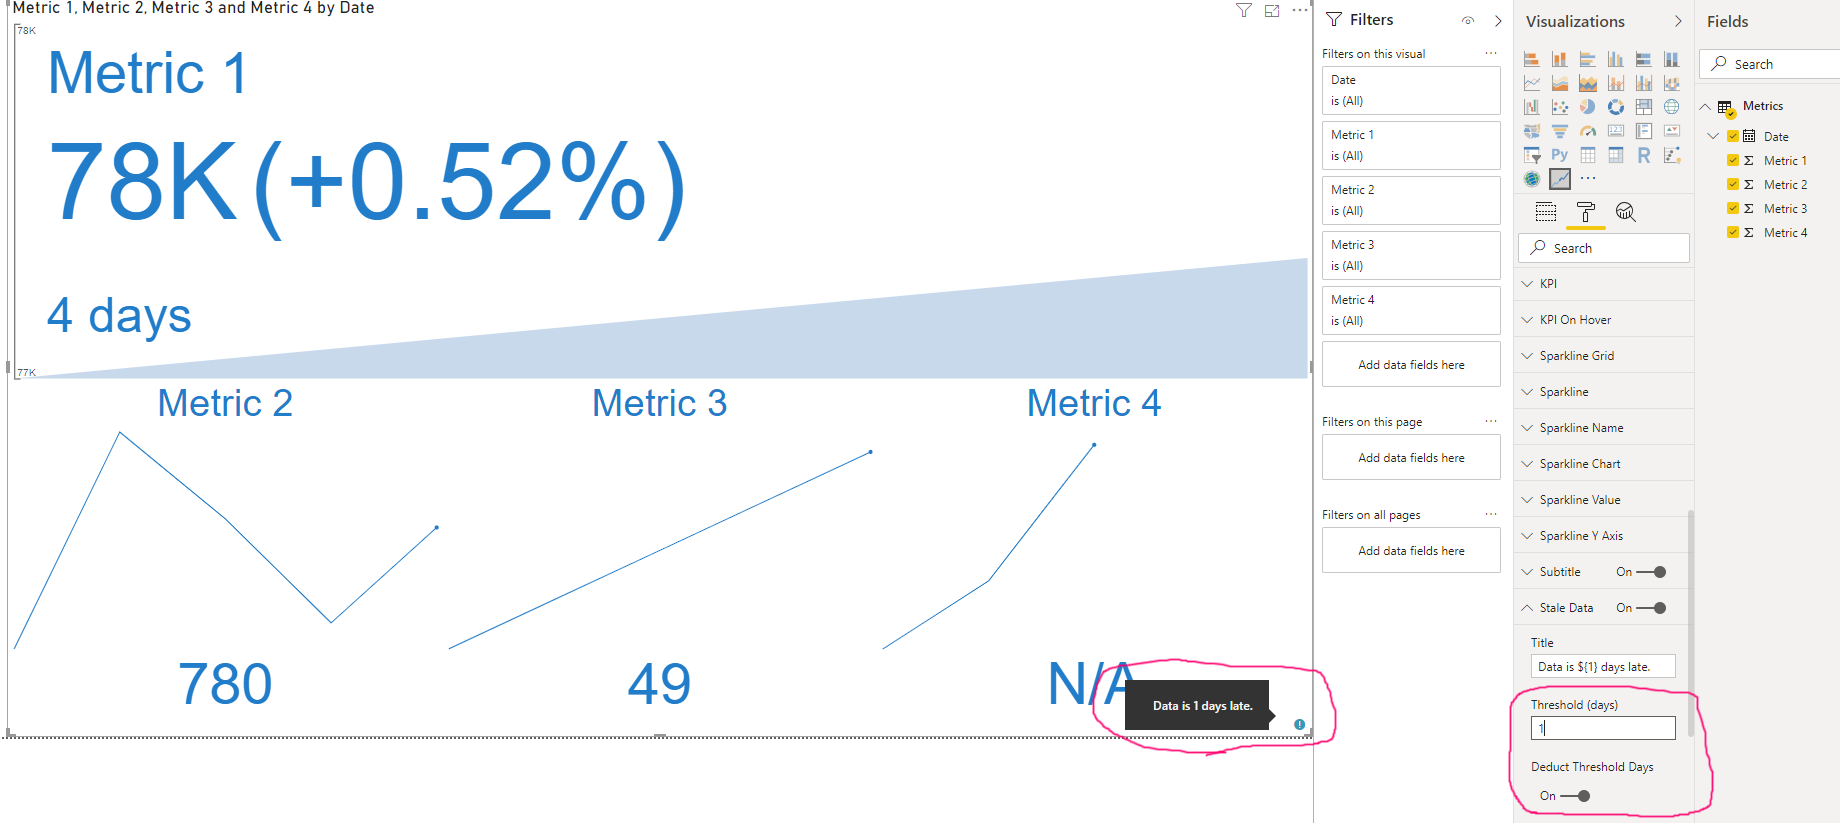 Metric 1, Metric 2, Metric 3 and Metric 4 by Date
78K
Metric 1
78K(+0.52%)
4 days
77K
Metric 2
Metric 3
Metric 4
780
49
N/A
Data is 1 days late.
Filters
Filters on this visual
Date
is (All)
Metric 1
is (All)
Metric 2
is (All)
Metric 3
is (All)
Metric 4
is (All)
Add data fields here
Filters on this page
Add data fields here
Filters on all pages
Add data fields here
Visualizations
123
Py
R
Search
KPI
KPI On Hover
Sparkline Grid
Sparkline
Sparkline Name
Sparkline Chart
Sparkline Value
Sparkline Y Axis
Subtitle On
Stale Data On
Title
Data is ${1} days late.
Threshold (days)
1
Deduct Threshold Days
On
Fields
Search
Metrics
Date
Σ Metric 1
Σ Metric 2
Σ Metric 3
Σ Metric 4